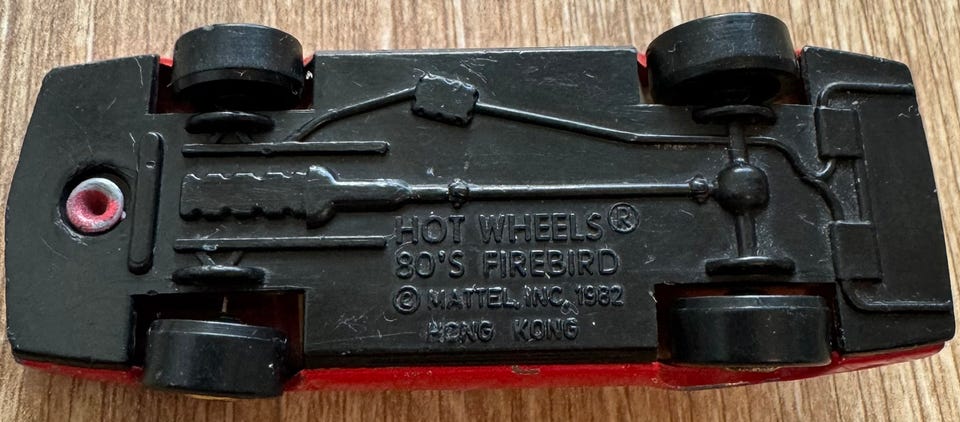 HOT WHEELS®
80'S FIREBIRD
© MATTEL, INC. 1982
HONG KONG